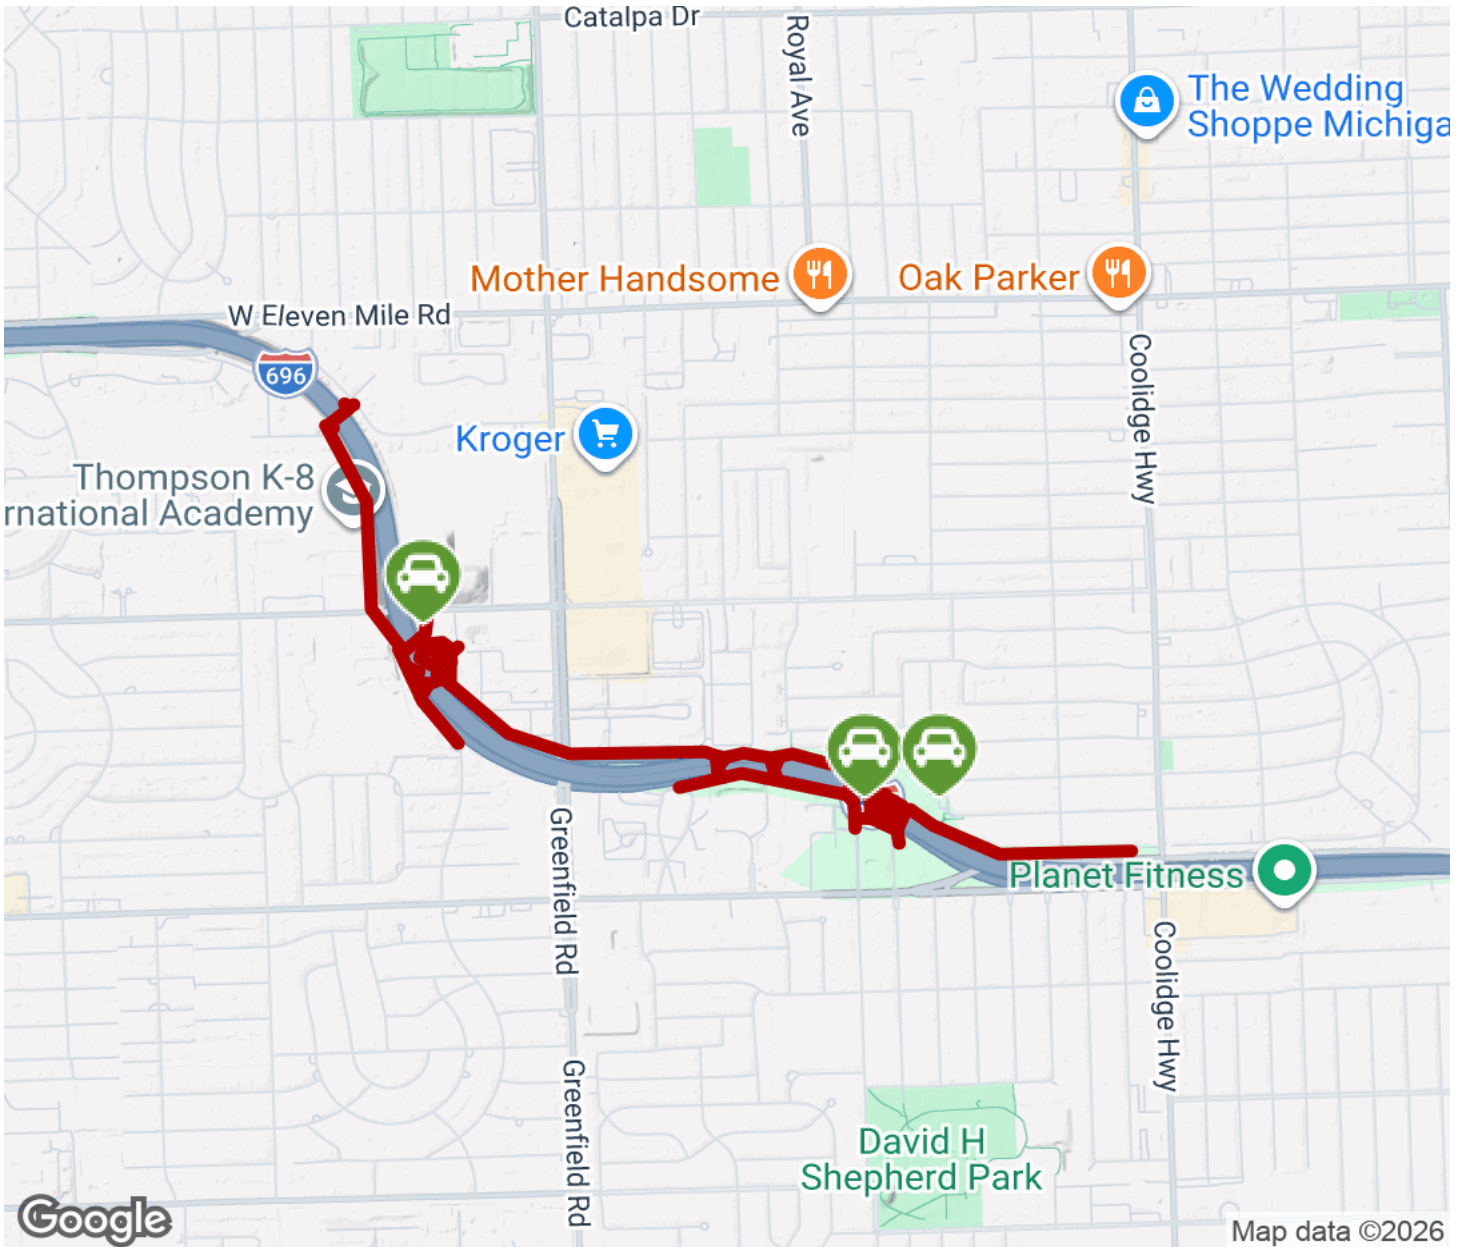 Catalpa Dr
Royal Ave
The Wedding
Shoppe Michiga
Mother Handsome
Oak Parker
W Eleven Mile Rd
696
Coolidge Hwy
Kroger
Thompson K-8
rnational Academy
Greenfield Rd
Planet Fitness
Coolidge Hwy
Greenfield Rd
David H
Shepherd Park
Google
Map data ©2026